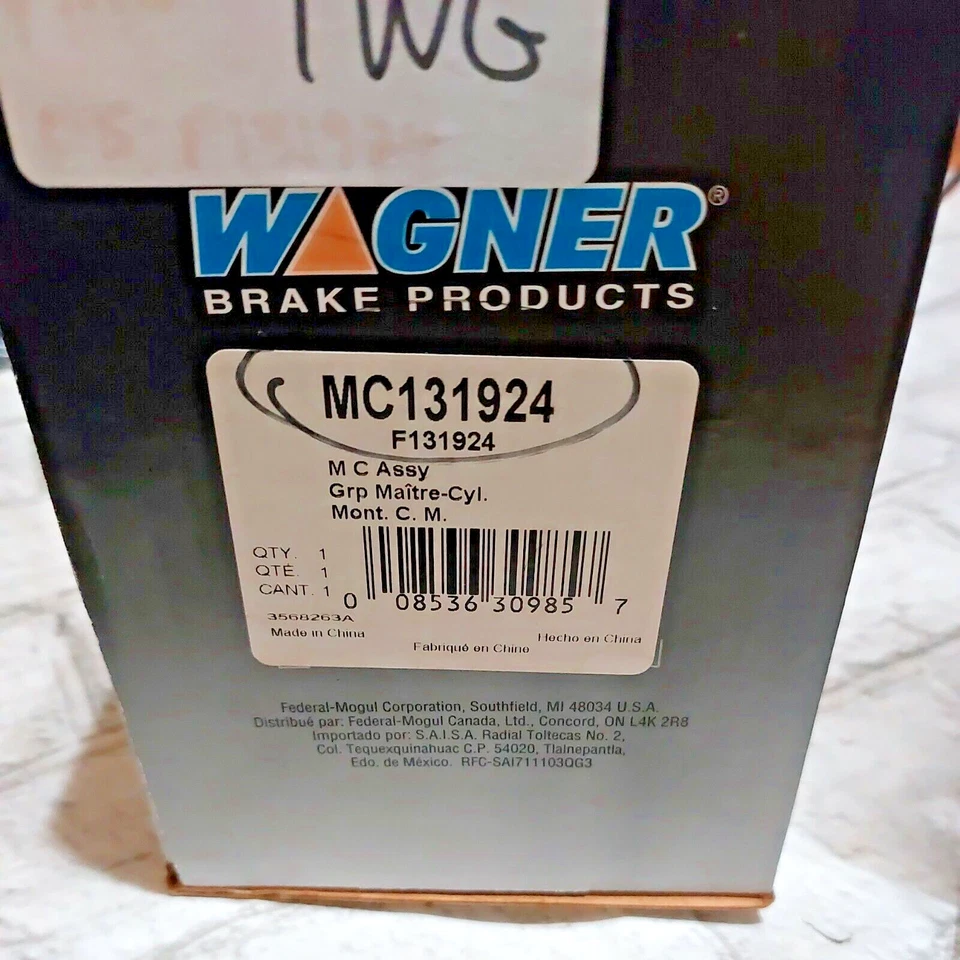 TWG
WAGNER®
BRAKE PRODUCTS
MC131924
F131924
M C Assy
Grp Maître-Cyl.
Mont. C. M.
QTY. 1
QTÉ. 1
CANT. 1
0 08536 30985 7
3568263A
Made in China
Hecho en China
Fabriqué en Chine
Federal-Mogul Corporation, Southfield, MI 48034 U.S.A.
Distribué par: Federal-Mogul Canada, Ltd., Concord, ON L4K 2R8
Importado por: S.A.I.S.A. Radial Toltecas No. 2,
Col. Tequexquinahuac C.P. 54020, Tlalnepantla,
Edo. de México. RFC-SAI711103QG3